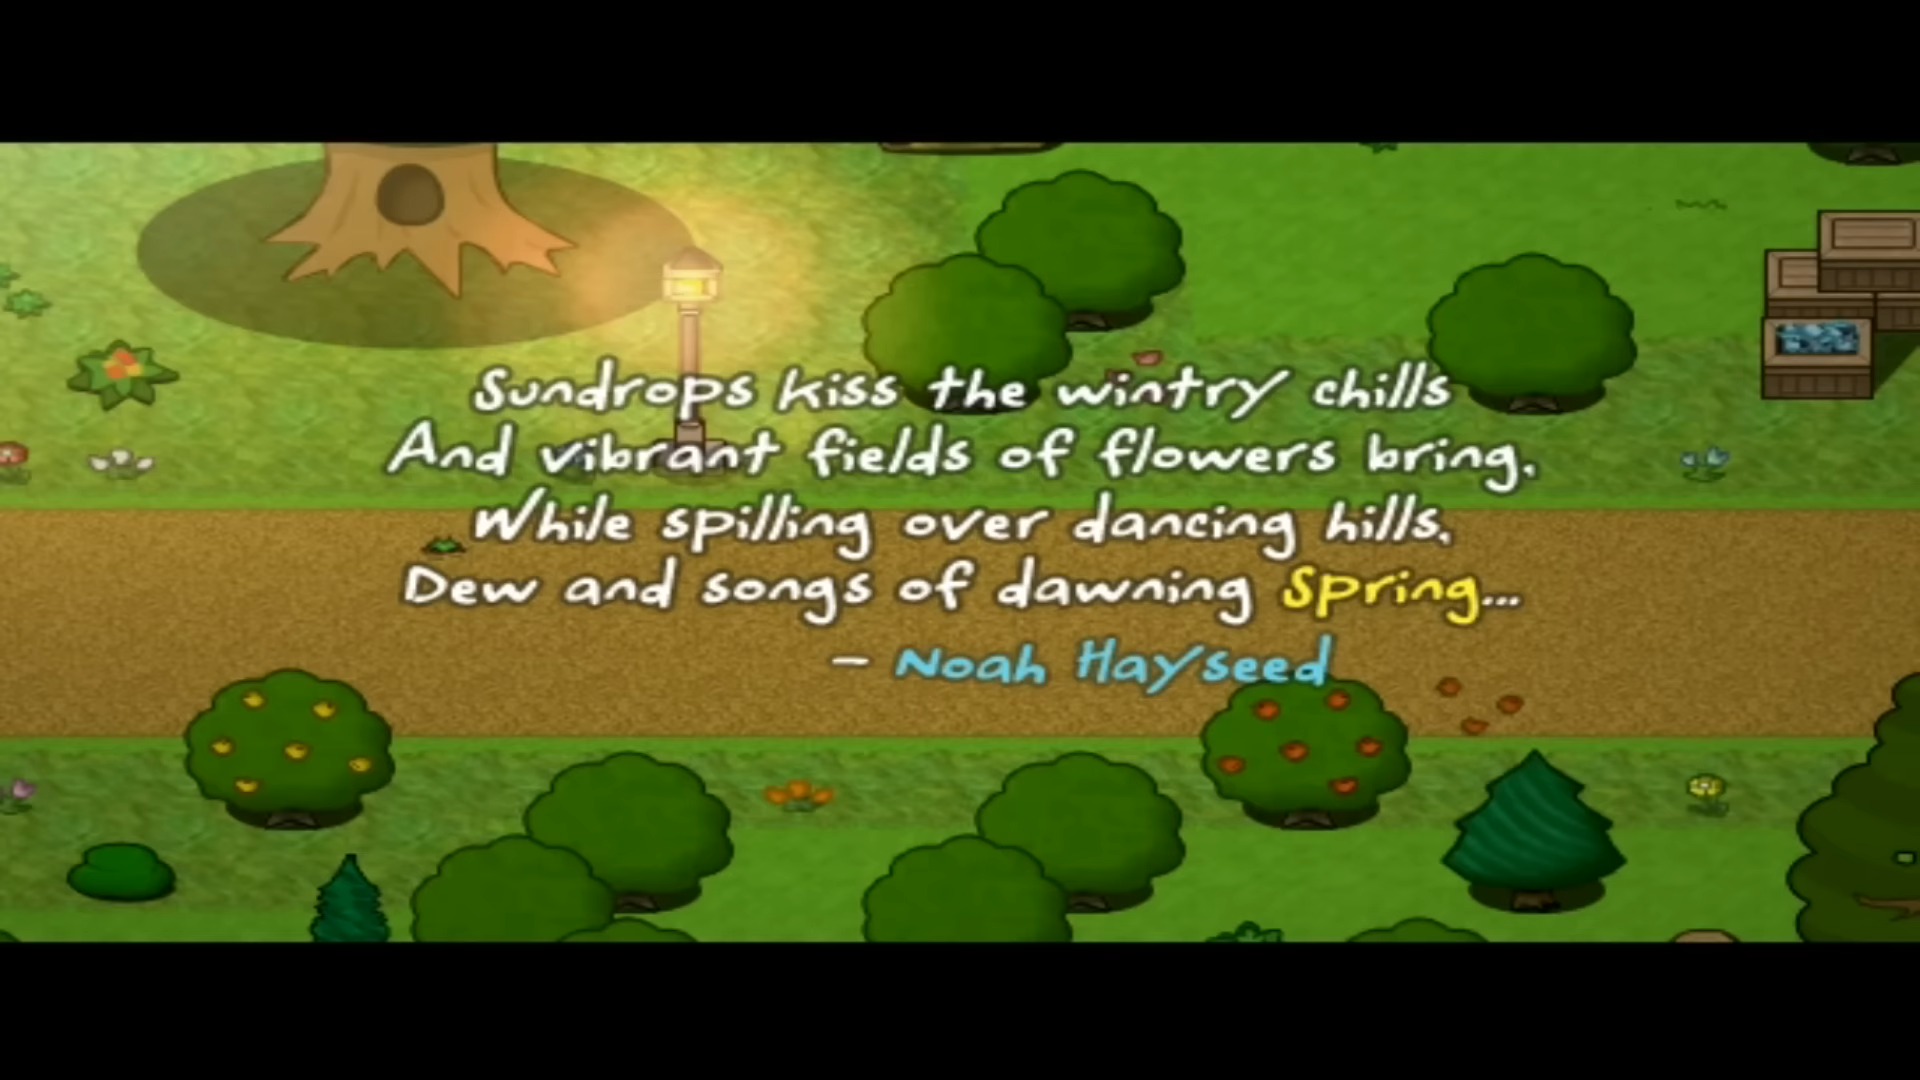 Sundrops kiss the wintry chills
And vibrant fields of flowers bring,
While spilling over dancing hills,
Dew and songs of dawning Spring...
- Noah Hayseed